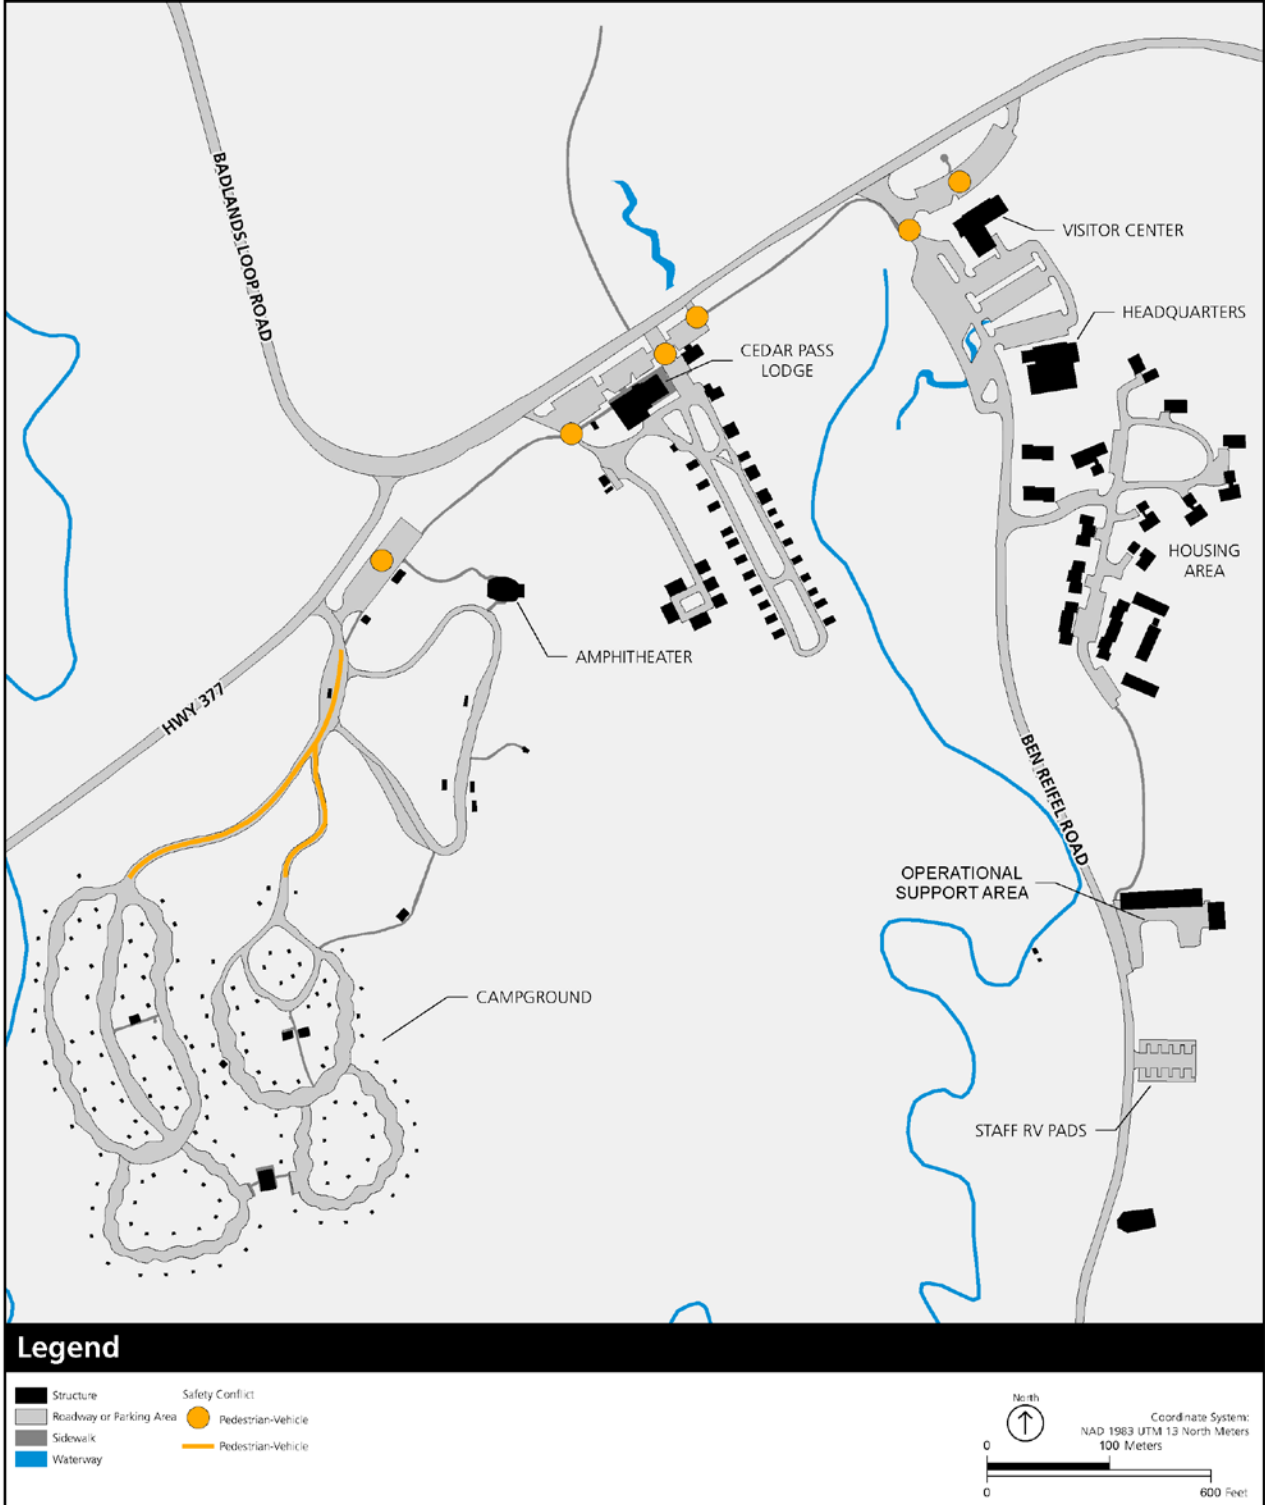 BADLANDS LOOP ROAD
VISITOR CENTER
HEADQUARTERS
CEDAR PASS
LODGE
HOUSING
AREA
AMPHITHEATER
HWY 377
BEN REIFEL ROAD
OPERATIONAL
SUPPORT AREA
CAMPGROUND
STAFF RV PADS
Legend
Structure
Roadway or Parking Area
Sidewalk
Waterway
Safety Conflict
Pedestrian-Vehicle
Pedestrian-Vehicle
North
Coordinate System:
NAD 1983 UTM 13 North Meters
0 100 Meters
0 600 Feet